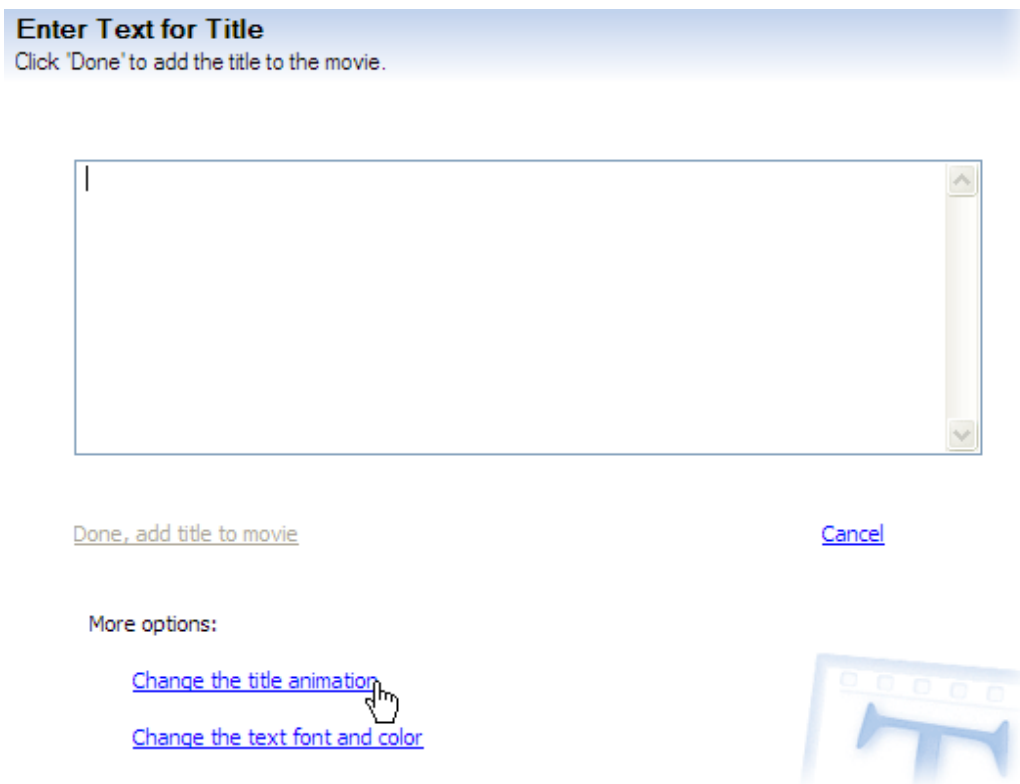 Enter Text for Title
Click 'Done' to add the title to the movie.
Done, add title to movie
Cancel
More options:
Change the title animation
Change the text font and color
T